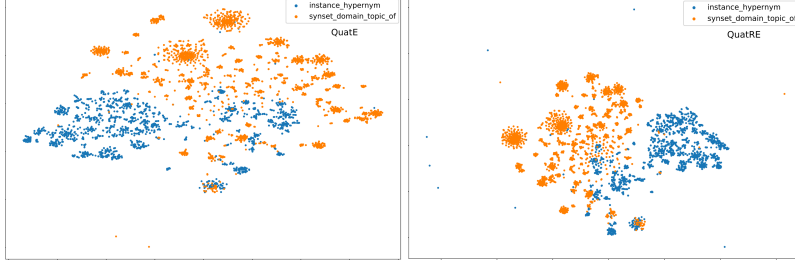 instance_hypernym
synset_domain_topic_of
QuatE
instance_hypernym
synset_domain_topic_of
QuatRE